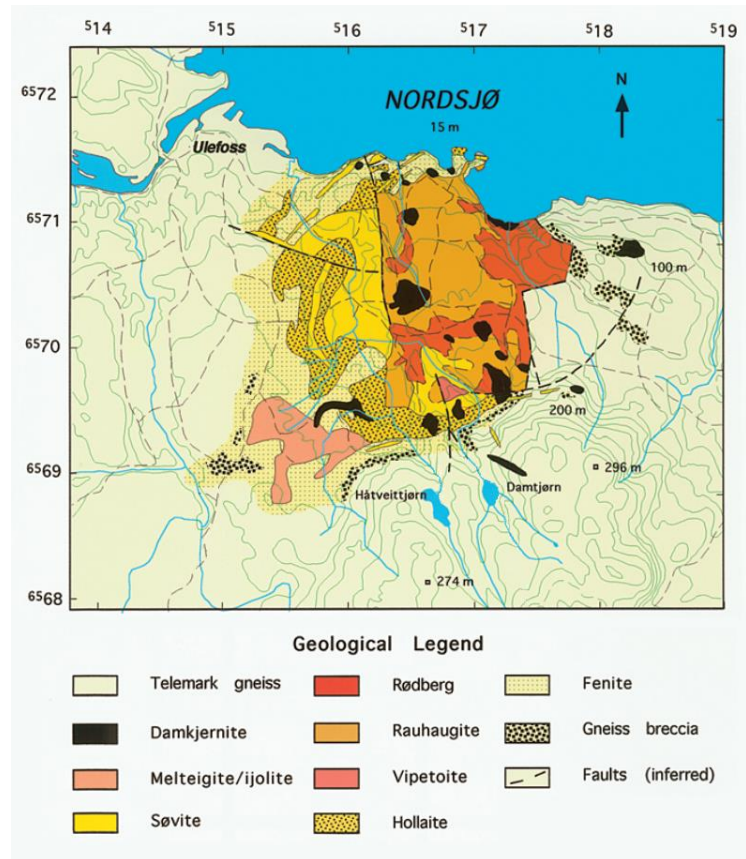 514 515 516 517 518 519
6572
NORDSJØ
15 m
N
Ulefoss
6571
100 m
6570
200 m
6569
296 m
Håtveittjørn
Damtjørn
274 m
6568
Geological Legend
Telemark gneiss
Rødberg
Fenite
Damkjernite
Rauhaugite
Gneiss breccia
Melteigite/ijolite
Vipetoite
Faults (inferred)
Søvite
Hollaite